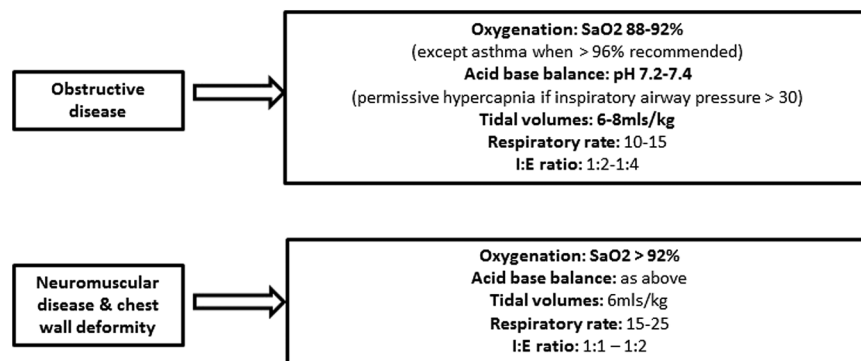 Obstructive
disease
Oxygenation: SaO2 88-92%
(except asthma when > 96% recommended)
Acid base balance: pH 7.2-7.4
(permissive hypercapnia if inspiratory airway pressure > 30)
Tidal volumes: 6-8mls/kg
Respiratory rate: 10-15
I:E ratio: 1:2-1:4
Neuromuscular
disease & chest
wall deformity
Oxygenation: SaO2 > 92%
Acid base balance: as above
Tidal volumes: 6mls/kg
Respiratory rate: 15-25
I:E ratio: 1:1 – 1:2